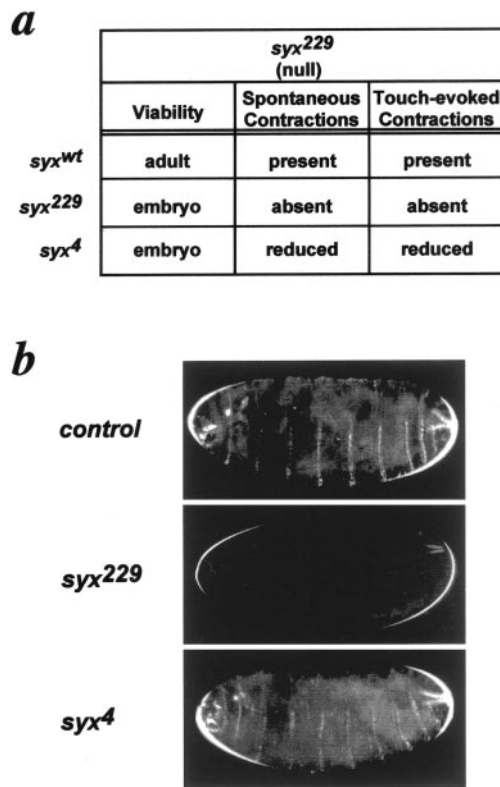 a
syx229
(null)
Viability Spontaneous Contractions Touch-evoked Contractions
sywt adult present present
syx229 embryo absent absent
syx4 embryo reduced reduced
b
control
syx229
syx4